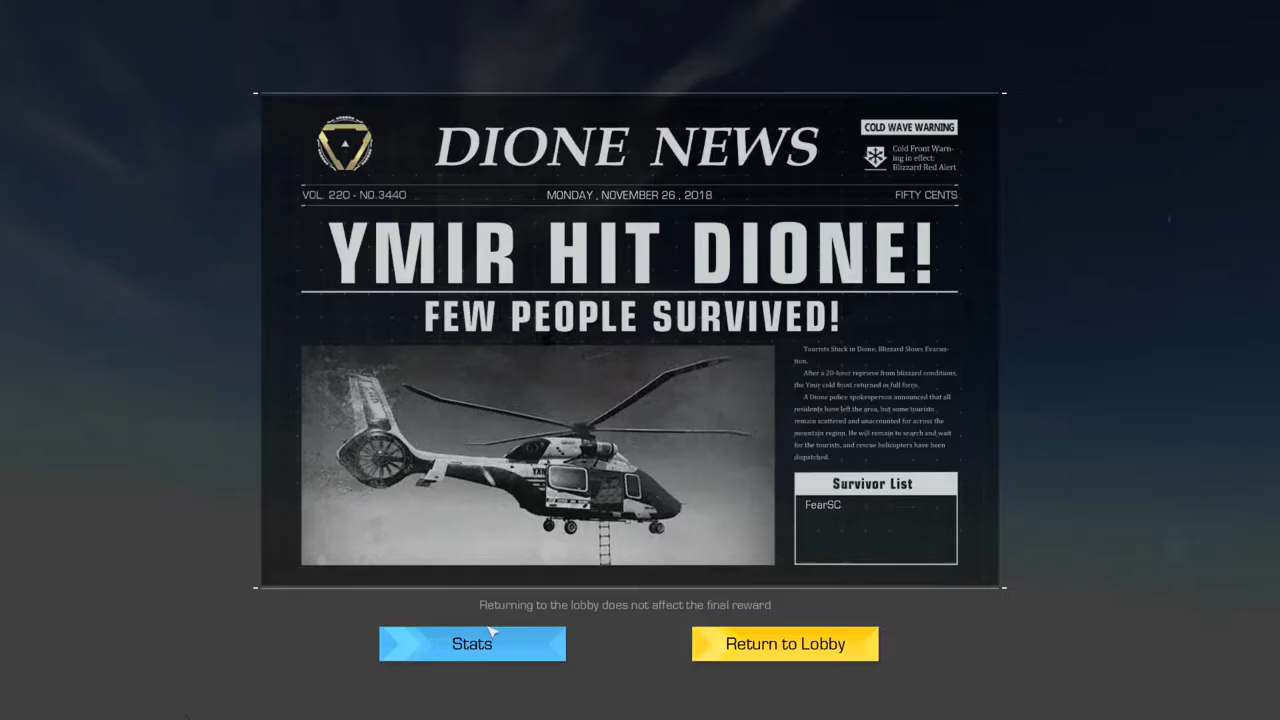 DIONE NEWS
COLD WAVE WARNING
Cold Front Warn-
ing in effect:
Blizzard Red Alert
VOL. 220 - NO.3440
MONDAY , NOVEMBER 26 , 2018
FIFTY CENTS
YMIR HIT DIONE!
FEW PEOPLE SURVIVED!
Tourists Stuck in Dione, Blizzard Slows Evacua-
tion.
After a 20-hour reprieve from blizzard conditions,
the Ymir cold front returned in full force.
A Dione police spokesperson announced that all
residents have left the area, but some tourists
remain scattered and unaccounted for across the
mountain region. He will remain to search and wait
for the tourists, and rescue helicopters have been
dispatched.
Survivor List
FearSC
Returning to the lobby does not affect the final reward
Stats
Return to Lobby